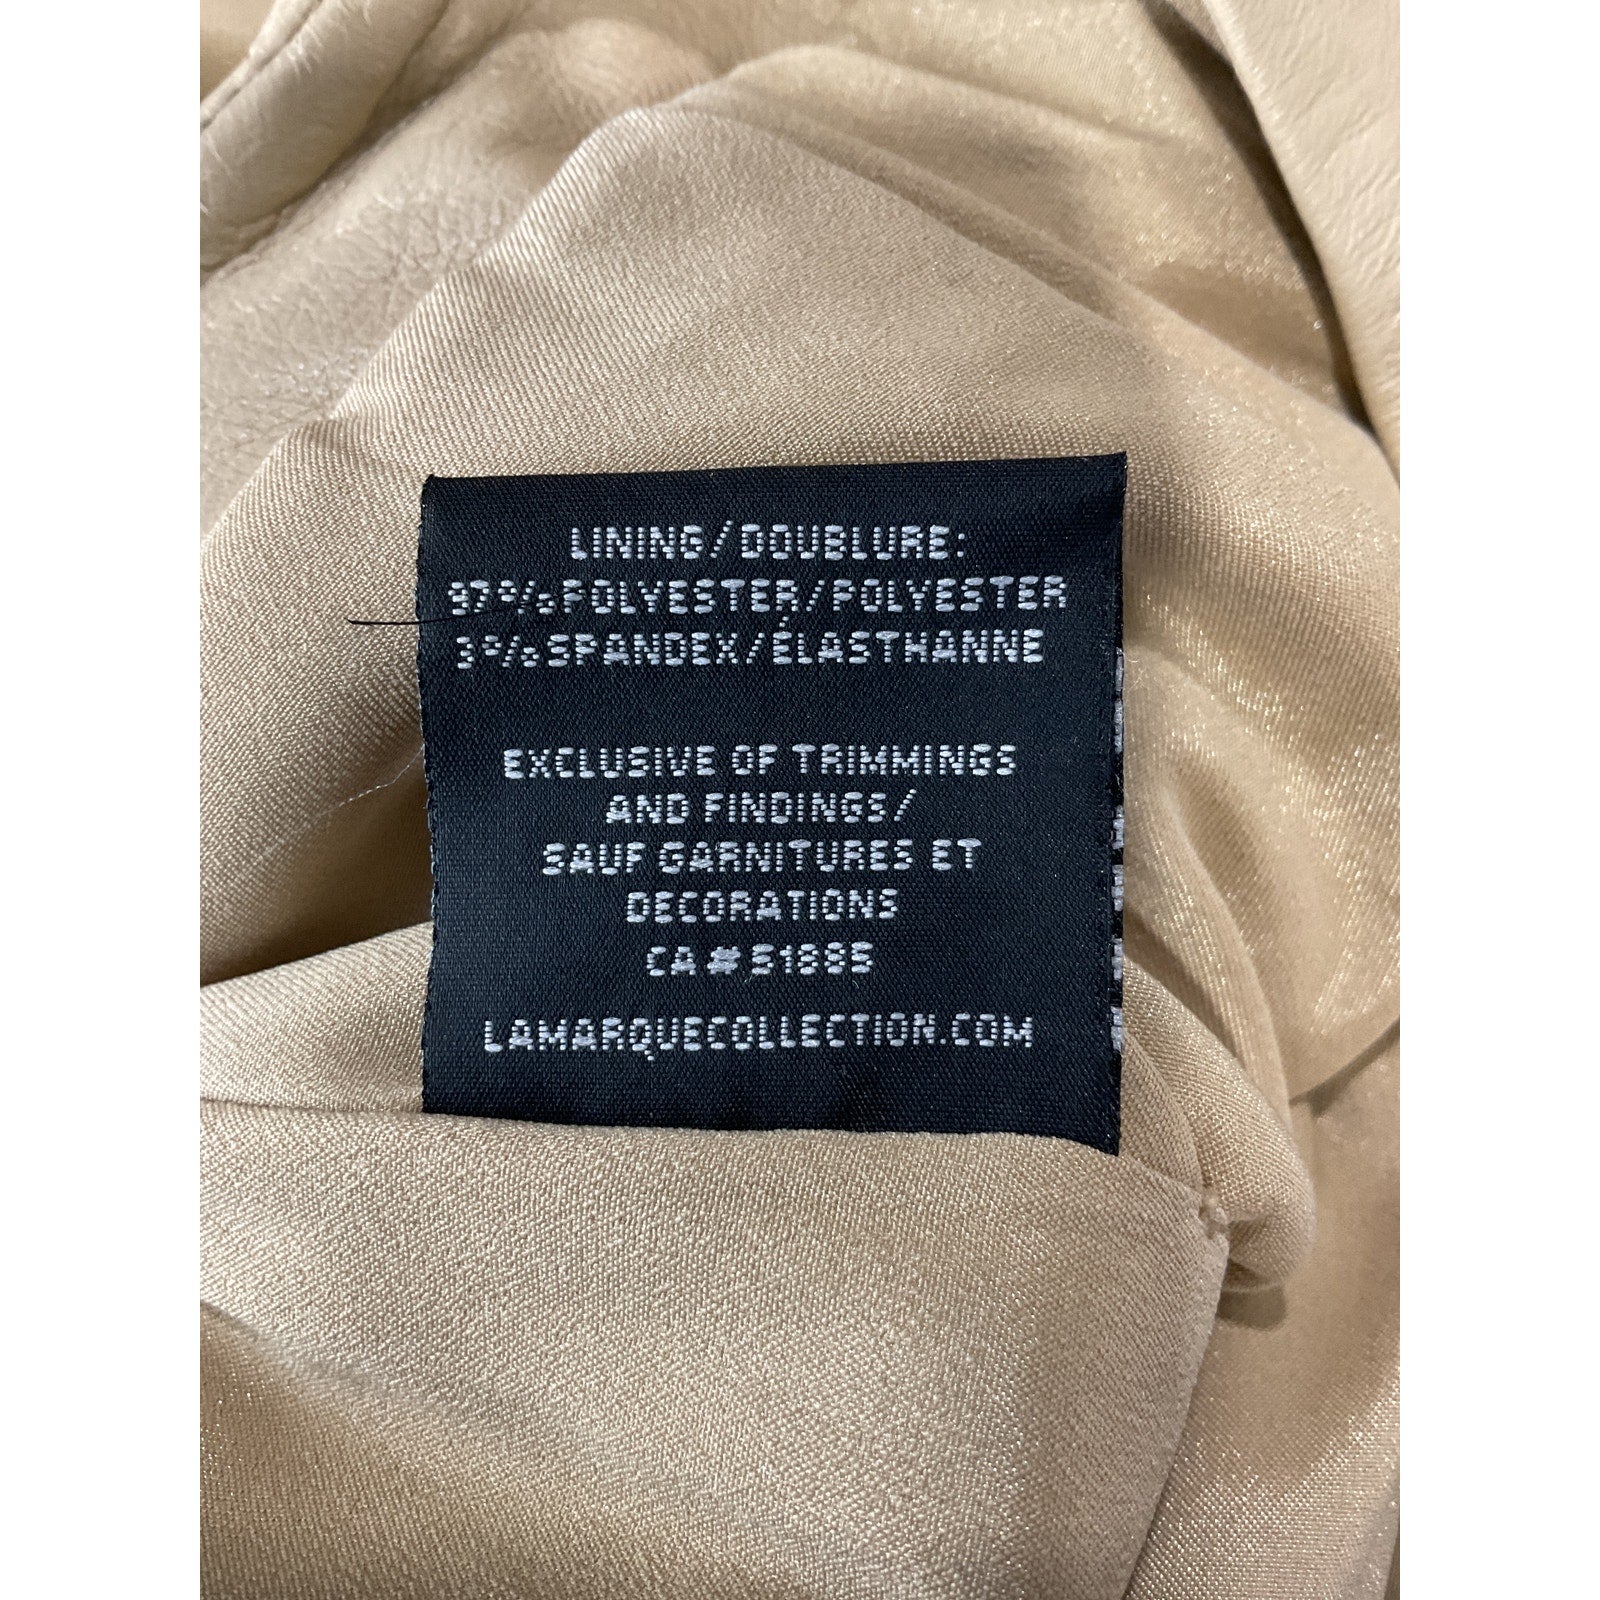 LINING/DOUBLURE:
97% POLYESTER/POLYESTER
3% SPANDEX/ÉLASTHANNE
EXCLUSIVE OF TRIMMINGS
AND FINDINGS/
SAUF GARNITURES ET
DECORATIONS
CA # 51885
LAMARQUECOLLECTION.COM